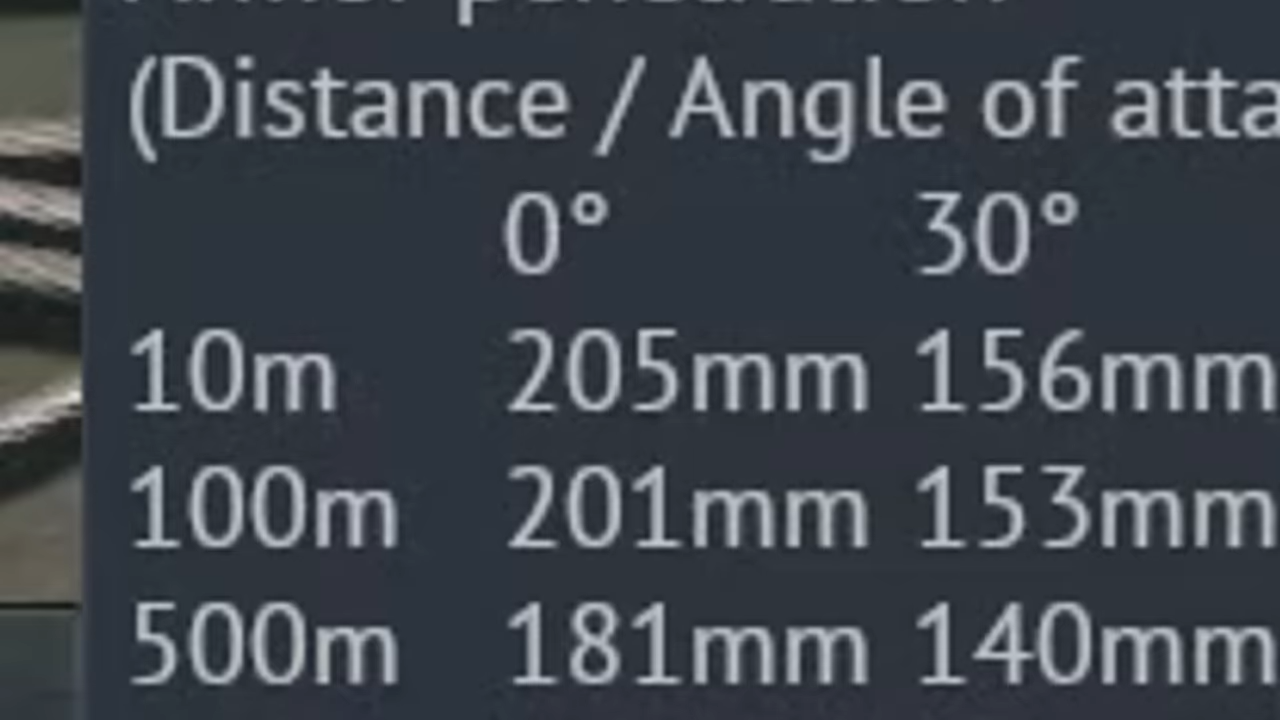 (Distance / Angle of atta
0° 30°
10m 205mm 156mm
100m 201mm 153mm
500m 181mm 140mm